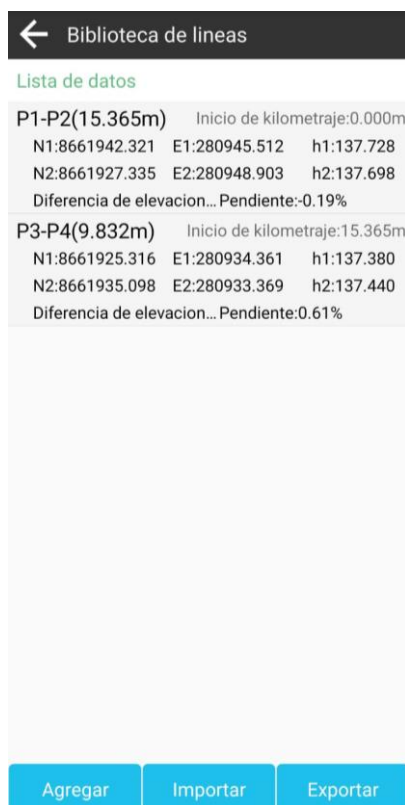 Biblioteca de lineas
Lista de datos
P1-P2(15.365m) Inicio de kilometraje:0.000m
N1:8661942.321 E1:280945.512 h1:137.728
N2:8661927.335 E2:280948.903 h2:137.698
Diferencia de elevacion... Pendiente:-0.19%
P3-P4(9.832m) Inicio de kilometraje:15.365m
N1:8661925.316 E1:280934.361 h1:137.380
N2:8661935.098 E2:280933.369 h2:137.440
Diferencia de elevacion... Pendiente:0.61%
Agregar Importar Exportar